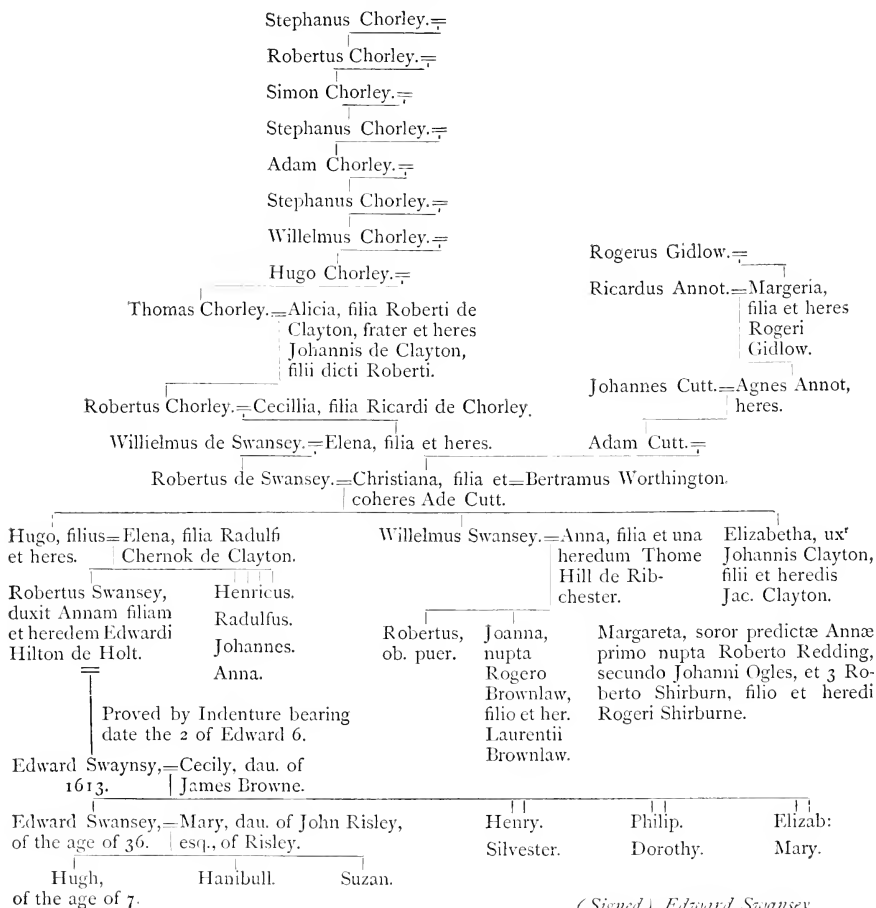 Stephanus Chorley.=
Robertus Chorley.=
Simon Chorley.=
Stephanus Chorley.=
Adam Chorley.=
Stephanus Chorley.=
Willelmus Chorley.=
Hugo Chorley.=
Rogerus Gidlow.=
Thomas Chorley.=Alicia, filia Roberti de
Clayton, frater et heres
Johannis de Clayton,
filii dicti Roberti.
Ricardus Annot.=Margeria,
filia et heres
Rogeri
Gidlow.
Robertus Chorley.=Cecillia, filia Ricardi de Chorley.
Johannes Cutt.=Agnes Annot,
heres.
Willielmus de Swansey.=Elena, filia et heres.
Adam Cutt.=
Robertus de Swansey.=Christiana, filia et=Bertramus Worthington.
coheres Ade Cutt.
Hugo, filius=Elena, filia Radulfi
et heres. Chernok de Clayton.
Willelmus Swansey.=Anna, filia et una
heredum Thome
Hill de Rib-
chester.
Elizabetha, uxʳ
Johannis Clayton,
filii et heredis
Jac. Clayton.
Robertus Swansey,
duxit Annam filiam
et heredem Edwardi
Hilton de Holt.
=
Henricus.
Radulfus.
Johannes.
Anna.
Robertus,
ob. puer.
Joanna,
nupta
Rogero
Brownlaw,
filio et her.
Laurentii
Brownlaw.
Margareta, soror predictæ Annæ
primo nupta Roberto Redding,
secundo Johanni Ogles, et 3 Ro-
berto Shirburn, filio et heredi
Rogeri Shirburne.
Proved by Indenture bearing
date the 2 of Edward 6.
Edward Swaynsy,=Cecily, dau. of
1613. James Browne.
Edward Swansey,=Mary, dau. of John Risley,
of the age of 36. esq., of Risley.
Henry.
Silvester.
Philip.
Dorothy.
Elizab:
Mary.
Hugh,
of the age of 7.
Hanibull.
Suzan.
(Signed) Edward Swansey